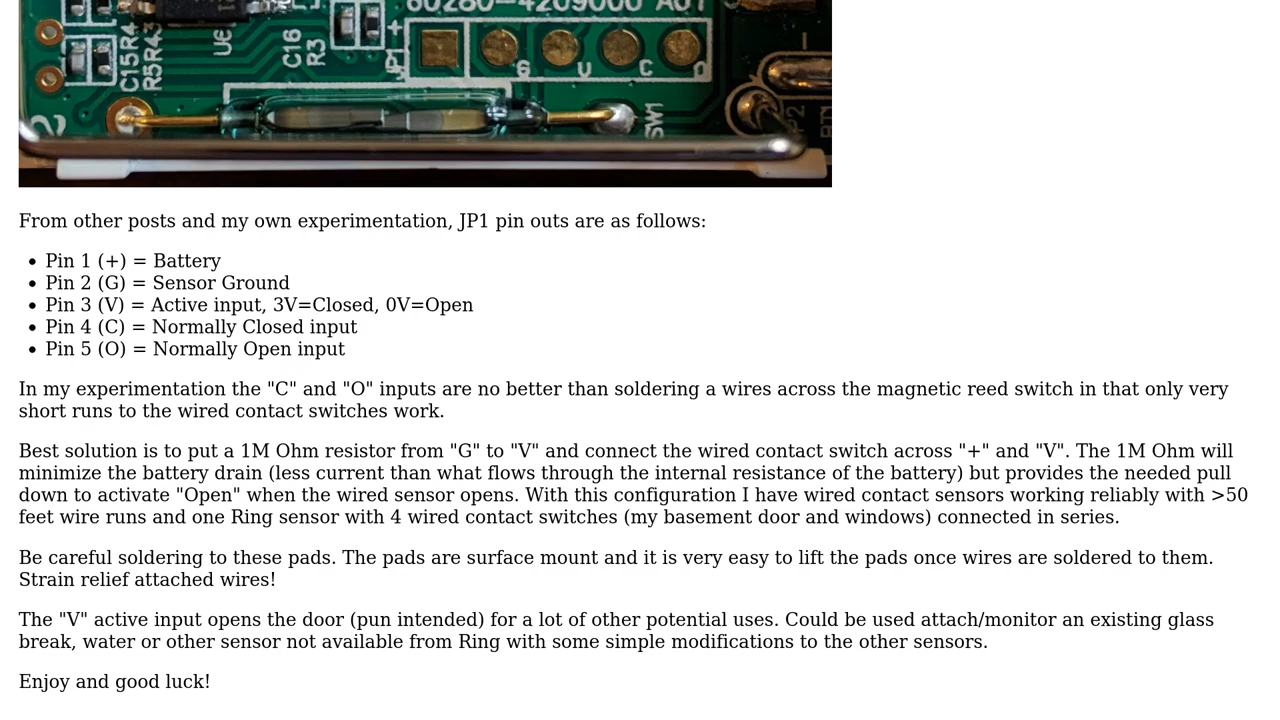 60280-4209000 A01
C15R4
R5R43
C16
R3
JP1 +
G V C O
SW1
From other posts and my own experimentation, JP1 pin outs are as follows:
• Pin 1 (+) = Battery
• Pin 2 (G) = Sensor Ground
• Pin 3 (V) = Active input, 3V=Closed, 0V=Open
• Pin 4 (C) = Normally Closed input
• Pin 5 (O) = Normally Open input
In my experimentation the "C" and "O" inputs are no better than soldering a wires across the magnetic reed switch in that only very
short runs to the wired contact switches work.
Best solution is to put a 1M Ohm resistor from "G" to "V" and connect the wired contact switch across "+" and "V". The 1M Ohm will
minimize the battery drain (less current than what flows through the internal resistance of the battery) but provides the needed pull
down to activate "Open" when the wired sensor opens. With this configuration I have wired contact sensors working reliably with >50
feet wire runs and one Ring sensor with 4 wired contact switches (my basement door and windows) connected in series.
Be careful soldering to these pads. The pads are surface mount and it is very easy to lift the pads once wires are soldered to them.
Strain relief attached wires!
The "V" active input opens the door (pun intended) for a lot of other potential uses. Could be used attach/monitor an existing glass
break, water or other sensor not available from Ring with some simple modifications to the other sensors.
Enjoy and good luck!